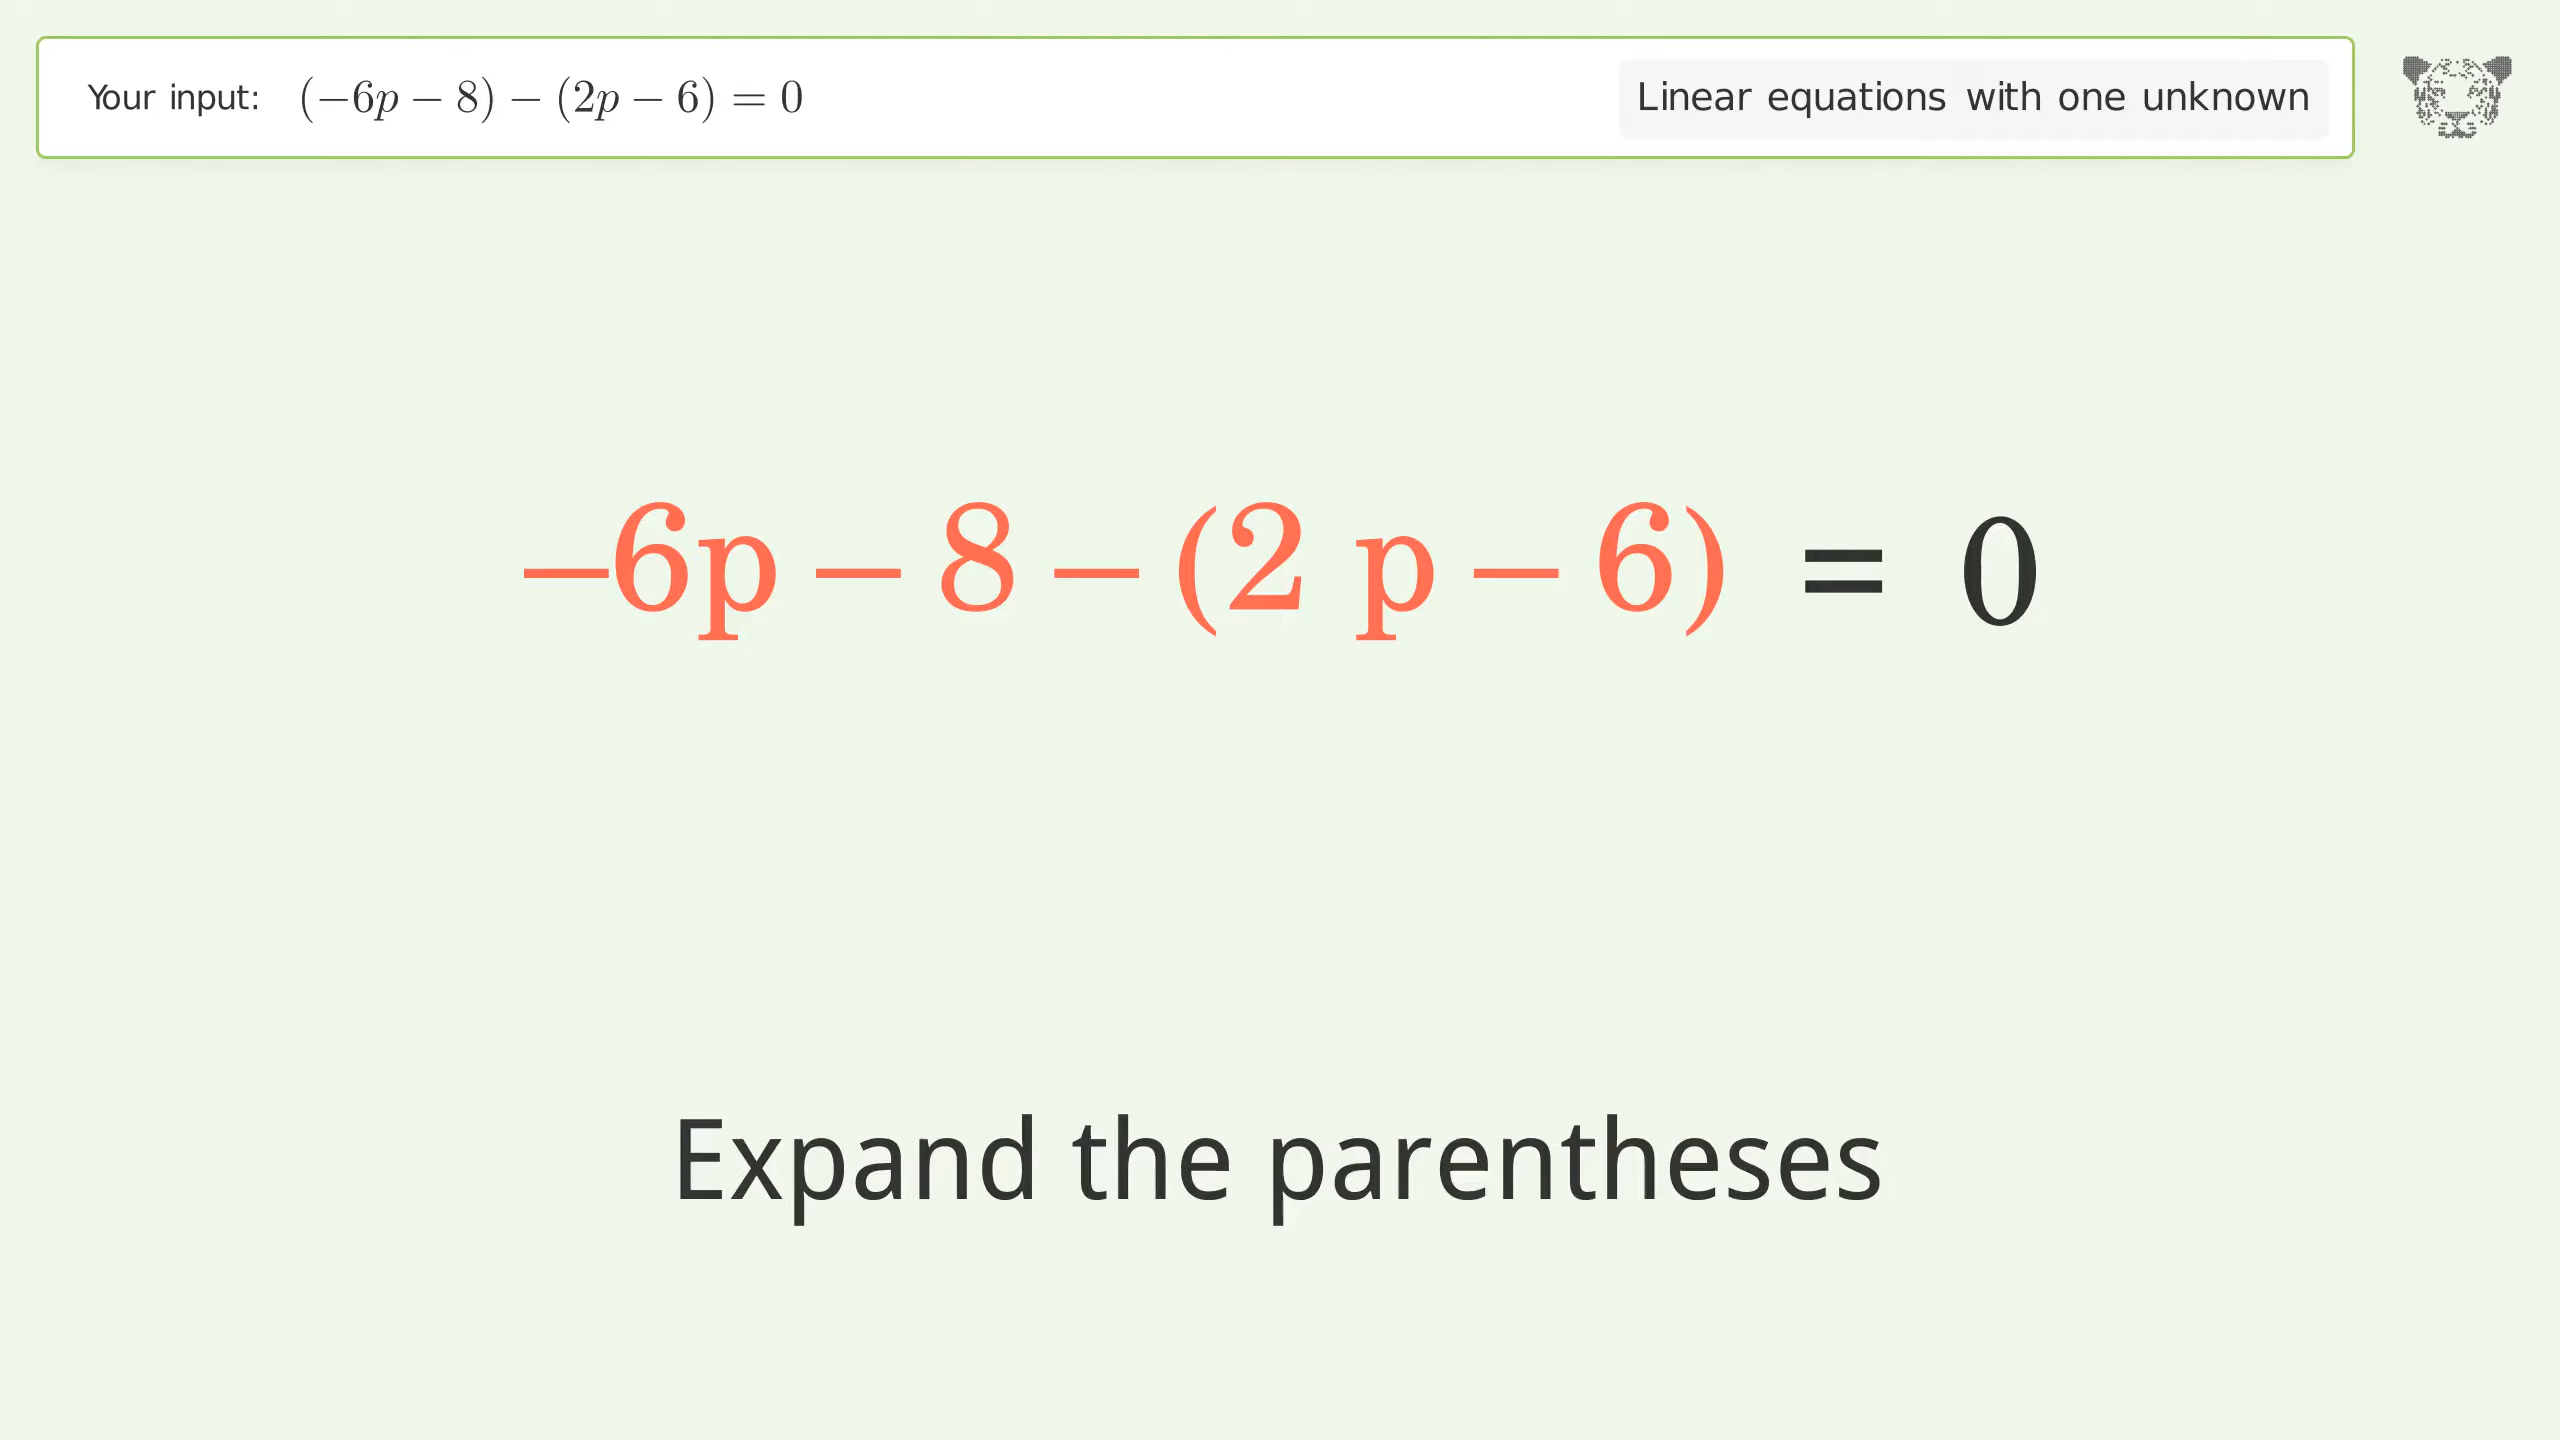 Your input: (−6p − 8) − (2p − 6) = 0
Linear equations with one unknown
−6p − 8 − (2 p − 6) = 0
Expand the parentheses